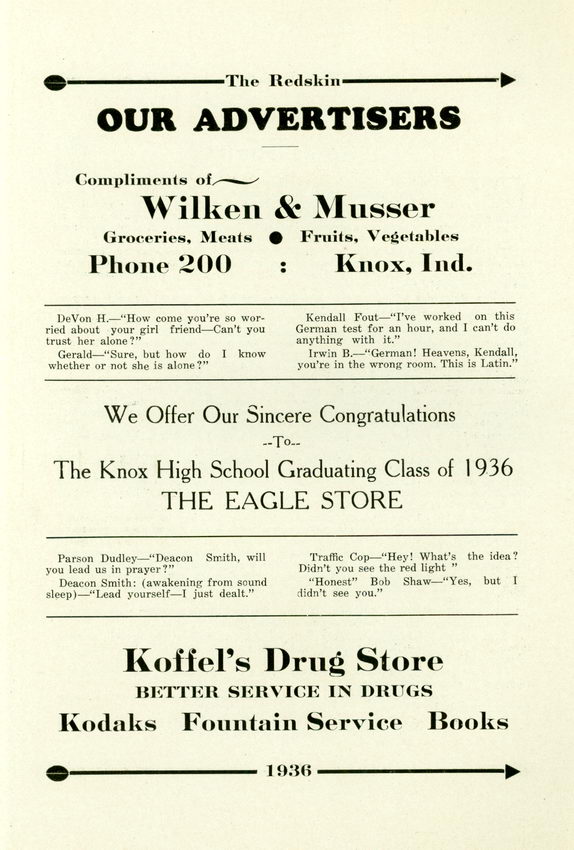 The Redskin
OUR ADVERTISERS
Compliments of
Wilken & Musser
Groceries, Meats ● Fruits, Vegetables
Phone 200 : Knox, Ind.
DeVon H.—"How come you're so wor-
ried about your girl friend—Can't you
trust her alone?"
Gerald—"Sure, but how do I know
whether or not she is alone?"
Kendall Fout—"I've worked on this
German test for an hour, and I can't do
anything with it."
Irwin B.—"German! Heavens, Kendall,
you're in the wrong room. This is Latin."
We Offer Our Sincere Congratulations
--To--
The Knox High School Graduating Class of 1936
THE EAGLE STORE
Parson Dudley—"Deacon Smith, will
you lead us in prayer?"
Deacon Smith: (awakening from sound
sleep)—"Lead yourself—I just dealt."
Traffic Cop—"Hey! What's the idea?
Didn't you see the red light "
"Honest" Bob Shaw—"Yes, but I
didn't see you."
Koffel's Drug Store
BETTER SERVICE IN DRUGS
Kodaks Fountain Service Books
1936